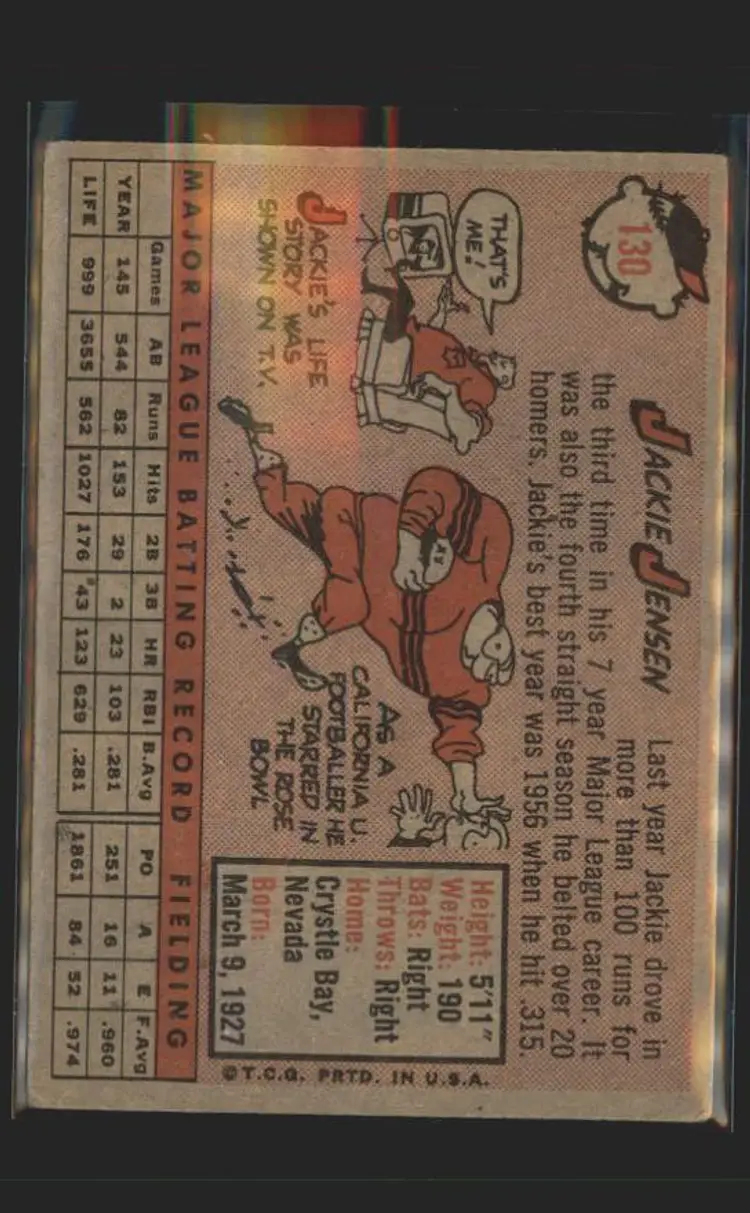 130
JACKIE JENSEN
Last year Jackie drove in
more than 100 runs for
the third time in his 7 year Major League career. It
was also the fourth straight season he belted over 20
homers. Jackie's best year was 1956 when he hit .315.
THAT'S
ME!
JACKIE'S LIFE
STORY WAS
SHOWN ON T.V.
AS A
CALIFORNIA U.
FOOTBALLER HE
STARRED IN
THE ROSE
BOWL
Height: 5'11"
Weight: 190
Bats: Right
Throws: Right
Home:
Crystle Bay,
Nevada
Born:
March 9, 1927
©T.C.G. PRTD. IN U.S.A.
MAJOR LEAGUE BATTING RECORD FIELDING
Games AB Runs Hits 2B 3B HR RBI B.Avg PO A E F.Avg
YEAR 145 544 82 153 29 2 23 103 .281 251 16 11 .960
LIFE 999 3655 562 1027 176 43 123 629 .281 1861 84 52 .974